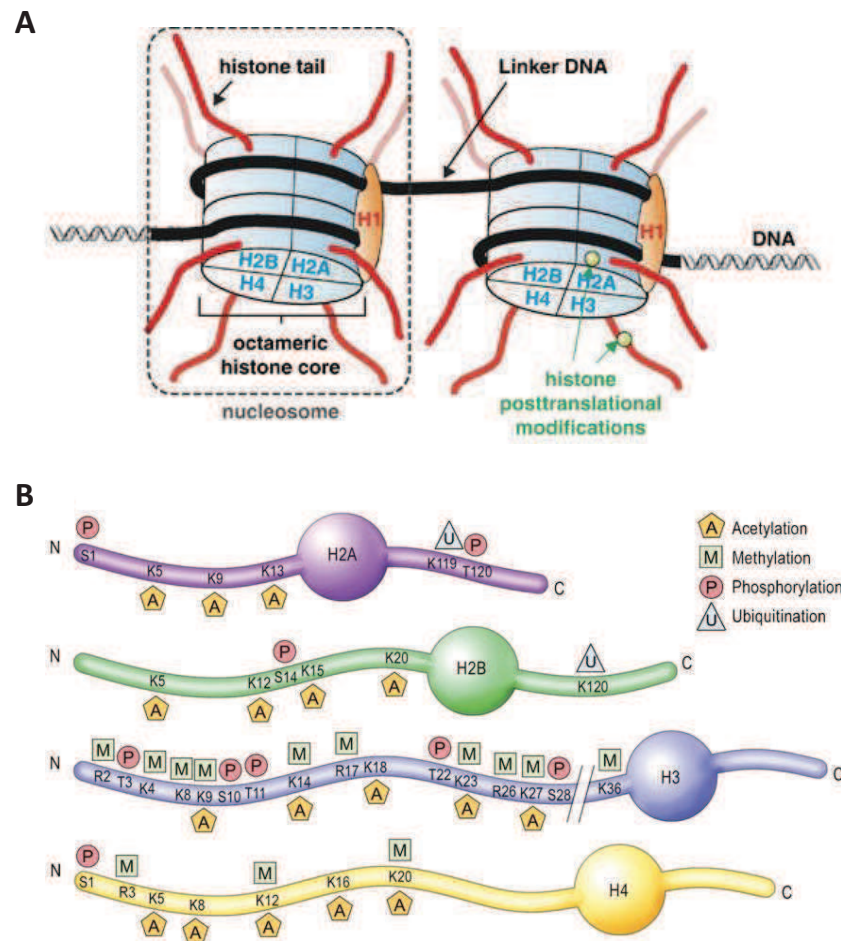 A
histone tail
Linker DNA
H1
H1
DNA
H2B H2A
H4 H3
H2B H2A
H4 H3
octameric
histone core
nucleosome
histone
posttranslational
modifications
B
N
P
S1
K5
K9
K13
A
A
A
H2A
U
P
K119
T120
C
A Acetylation
M Methylation
P Phosphorylation
U Ubiquitination
N
P
K5
K12
S14
K15
K20
A
A
A
A
H2B
U
K120
C
N
M P M M M P P M M P M M M P M
R2 T3 K4 K8 K9 S10 T11 K14 R17 K18 T22 K23 R26 K27 S28 K36
A A A A A
H3
C
N
P M M M
S1 R3 K5 K8 K12 K16 K20
A A A A A
H4
C